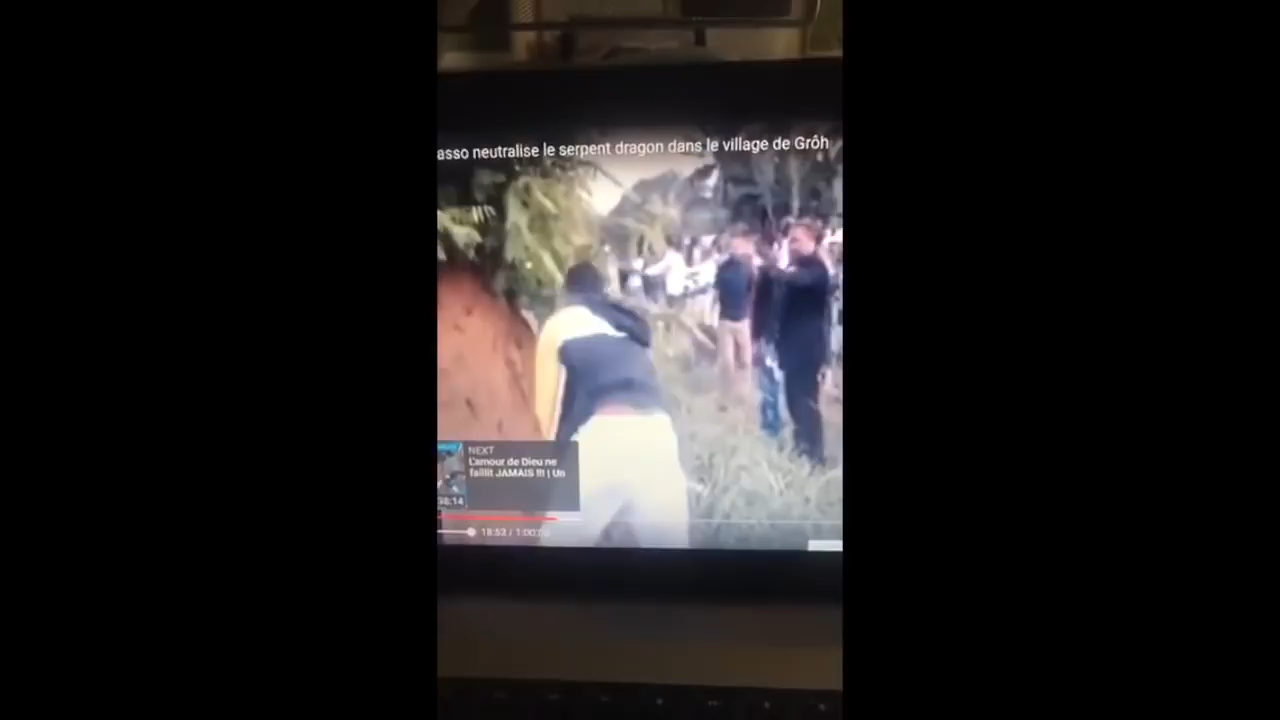 asso neutralise le serpent dragon dans le village de Grôh
NEXT
L'amour de Dieu ne
faillit JAMAIS !!! | Un
38:14
18:53 / 1:00: